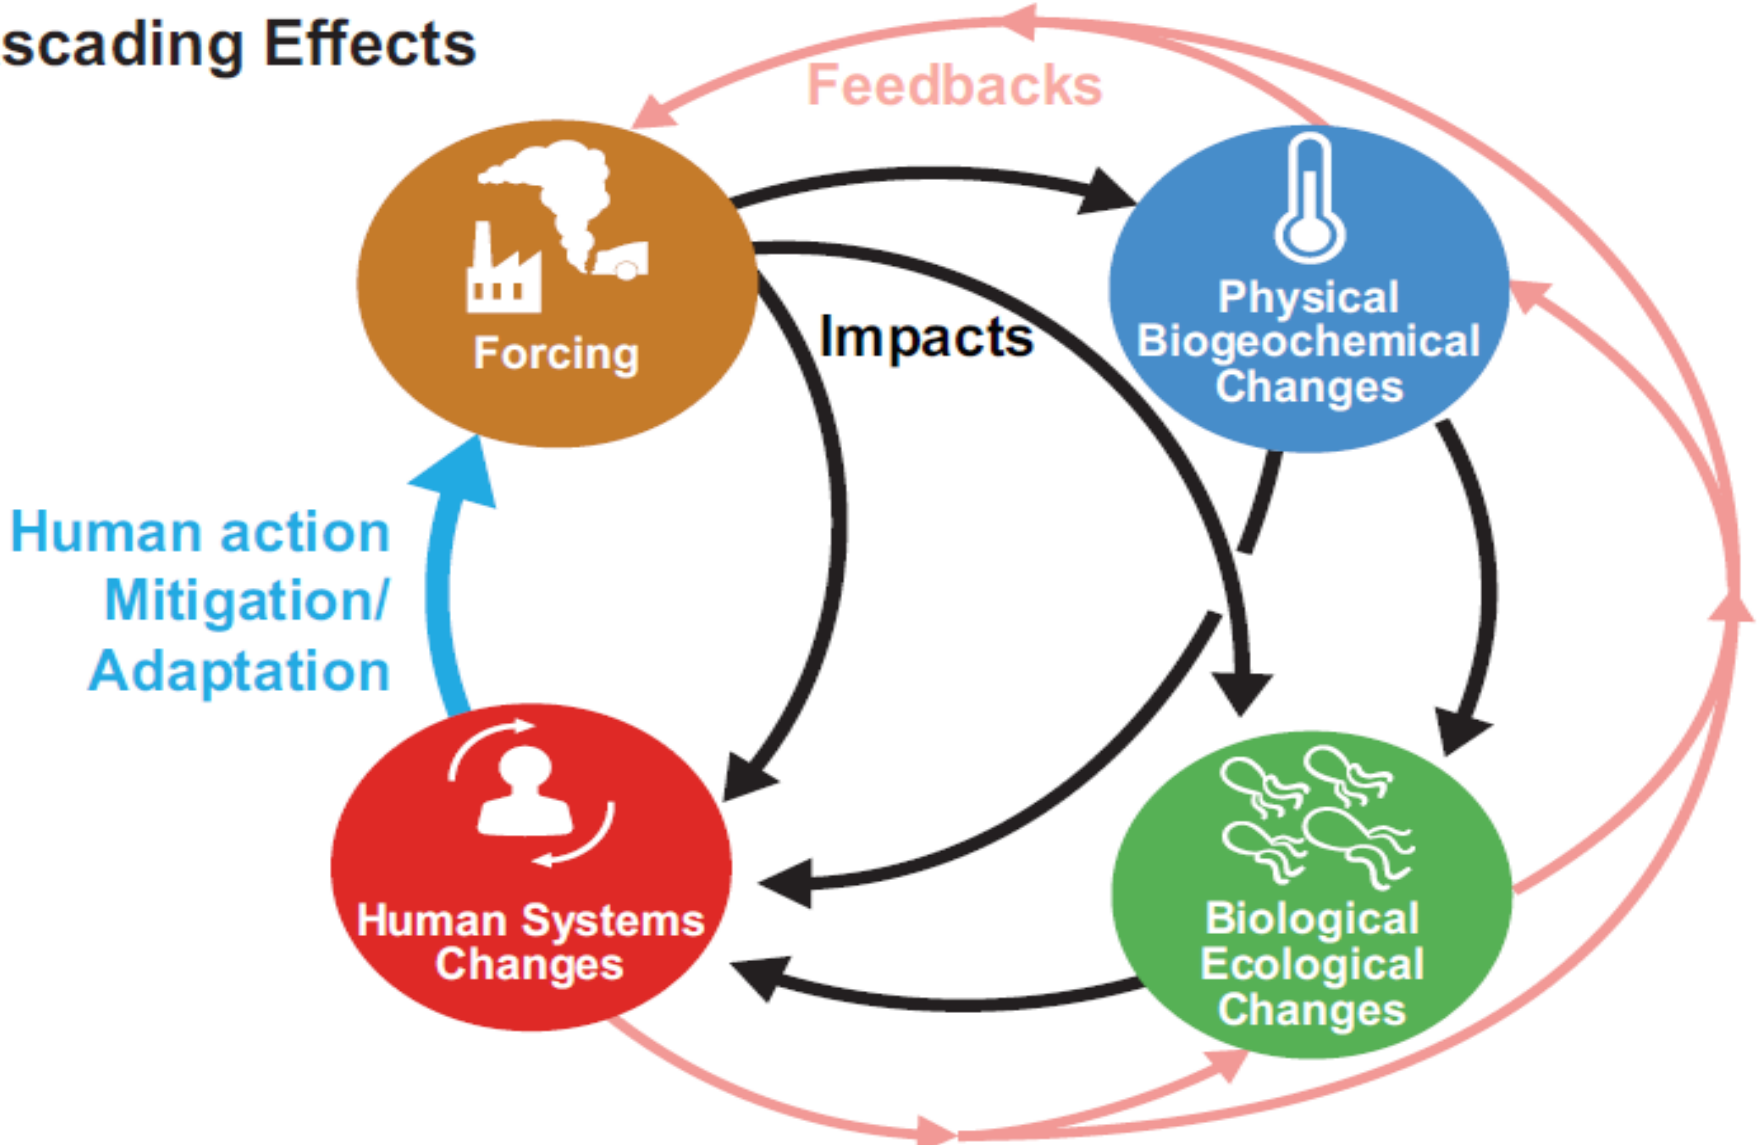 scading Effects
Feedbacks
Forcing
Impacts
Physical
Biogeochemical
Changes
Human action
Mitigation/
Adaptation
Human Systems
Changes
Biological
Ecological
Changes